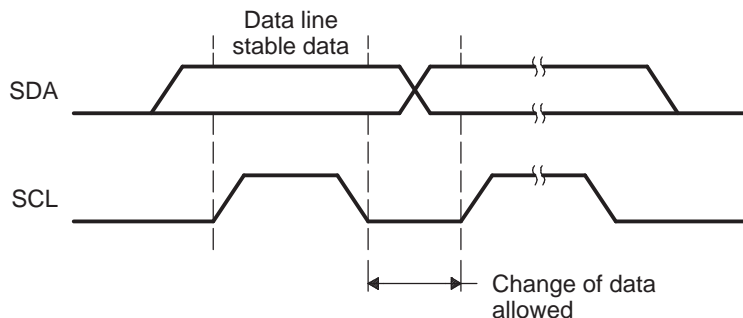 Data line
stable data
SDA
SCL
Change of data
allowed